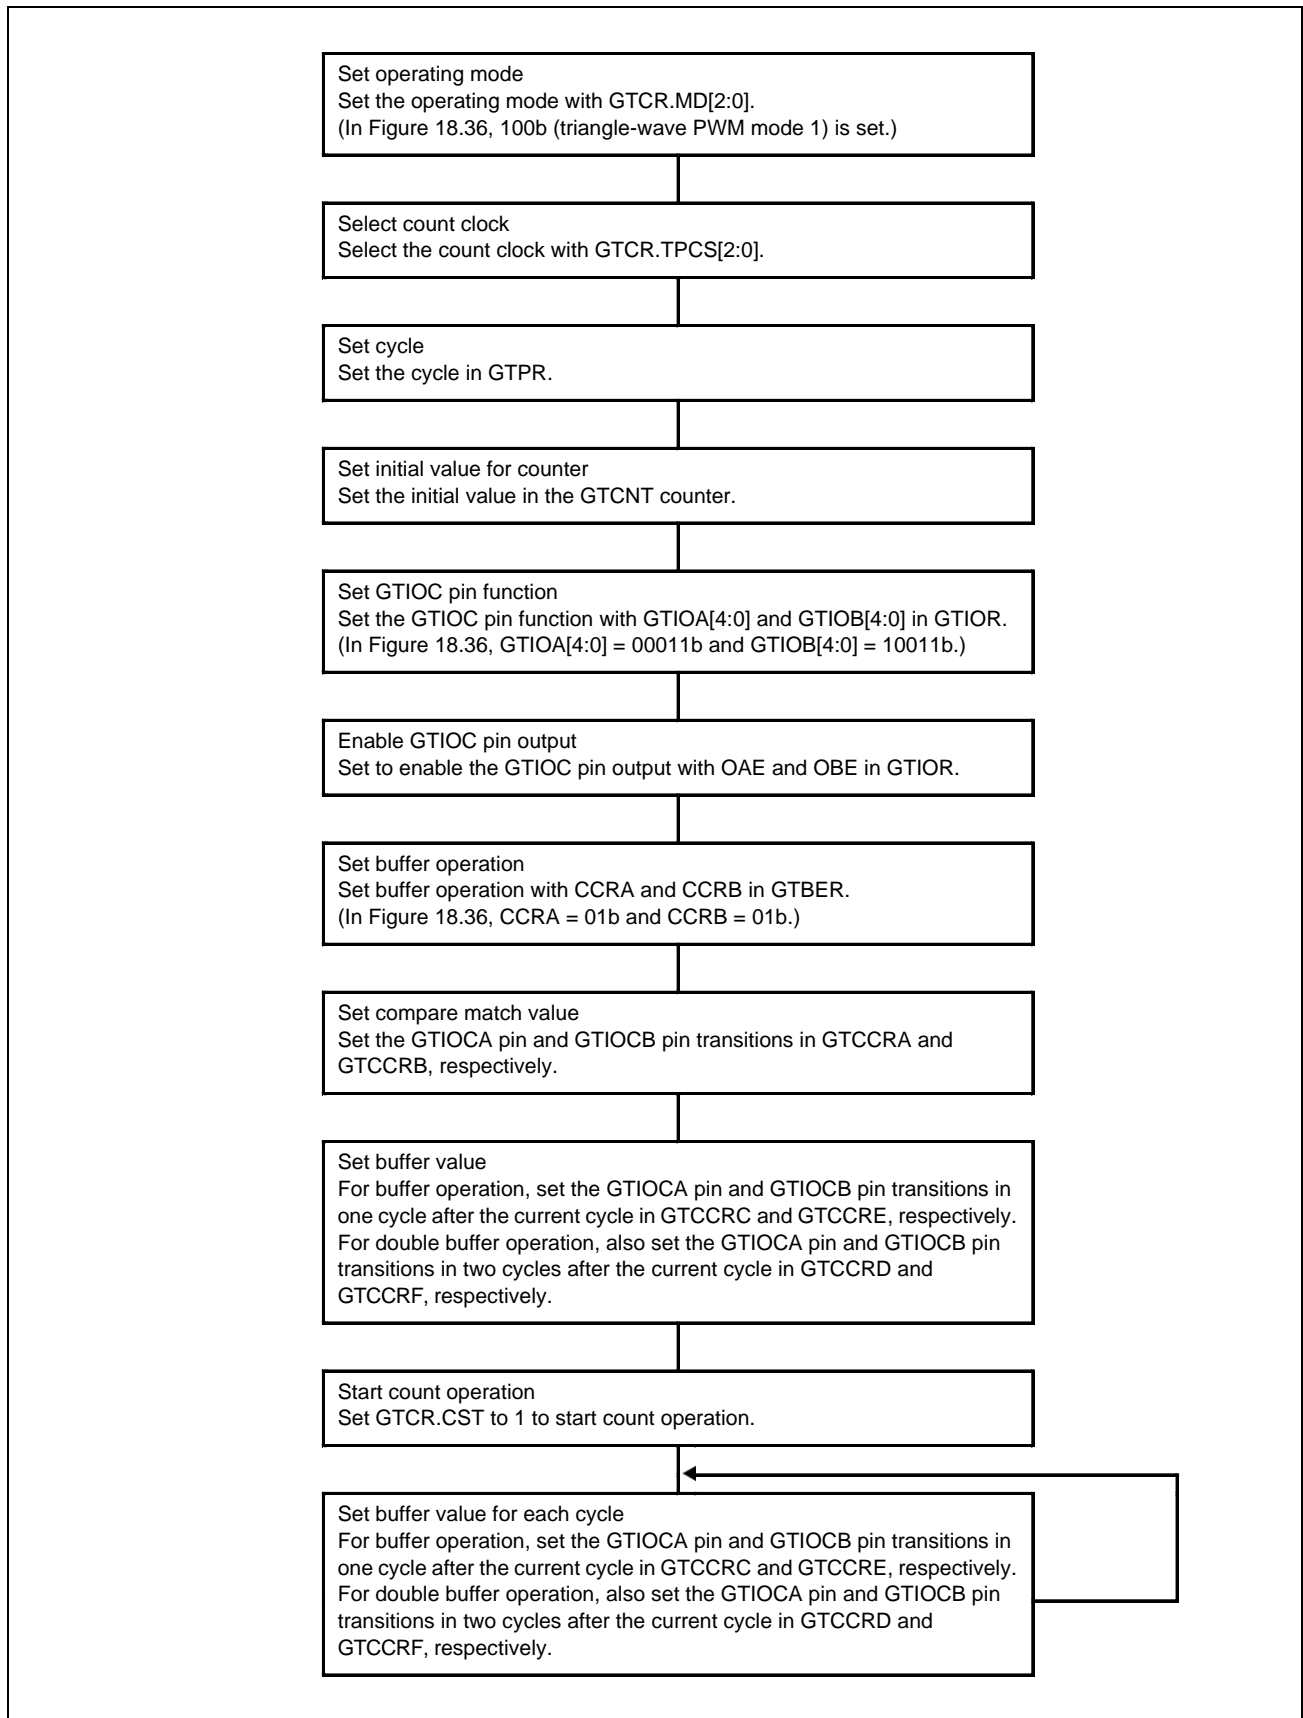 Set operating mode
Set the operating mode with GTCR.MD[2:0].
(In Figure 18.36, 100b (triangle-wave PWM mode 1) is set.)
Select count clock
Select the count clock with GTCR.TPCS[2:0].
Set cycle
Set the cycle in GTPR.
Set initial value for counter
Set the initial value in the GTCNT counter.
Set GTIOC pin function
Set the GTIOC pin function with GTIOA[4:0] and GTIOB[4:0] in GTIOR.
(In Figure 18.36, GTIOA[4:0] = 00011b and GTIOB[4:0] = 10011b.)
Enable GTIOC pin output
Set to enable the GTIOC pin output with OAE and OBE in GTIOR.
Set buffer operation
Set buffer operation with CCRA and CCRB in GTBER.
(In Figure 18.36, CCRA = 01b and CCRB = 01b.)
Set compare match value
Set the GTIOCA pin and GTIOCB pin transitions in GTCCRA and
GTCCRB, respectively.
Set buffer value
For buffer operation, set the GTIOCA pin and GTIOCB pin transitions in
one cycle after the current cycle in GTCCRC and GTCCRE, respectively.
For double buffer operation, also set the GTIOCA pin and GTIOCB pin
transitions in two cycles after the current cycle in GTCCRD and
GTCCRF, respectively.
Start count operation
Set GTCR.CST to 1 to start count operation.
Set buffer value for each cycle
For buffer operation, set the GTIOCA pin and GTIOCB pin transitions in
one cycle after the current cycle in GTCCRC and GTCCRE, respectively.
For double buffer operation, also set the GTIOCA pin and GTIOCB pin
transitions in two cycles after the current cycle in GTCCRD and
GTCCRF, respectively.